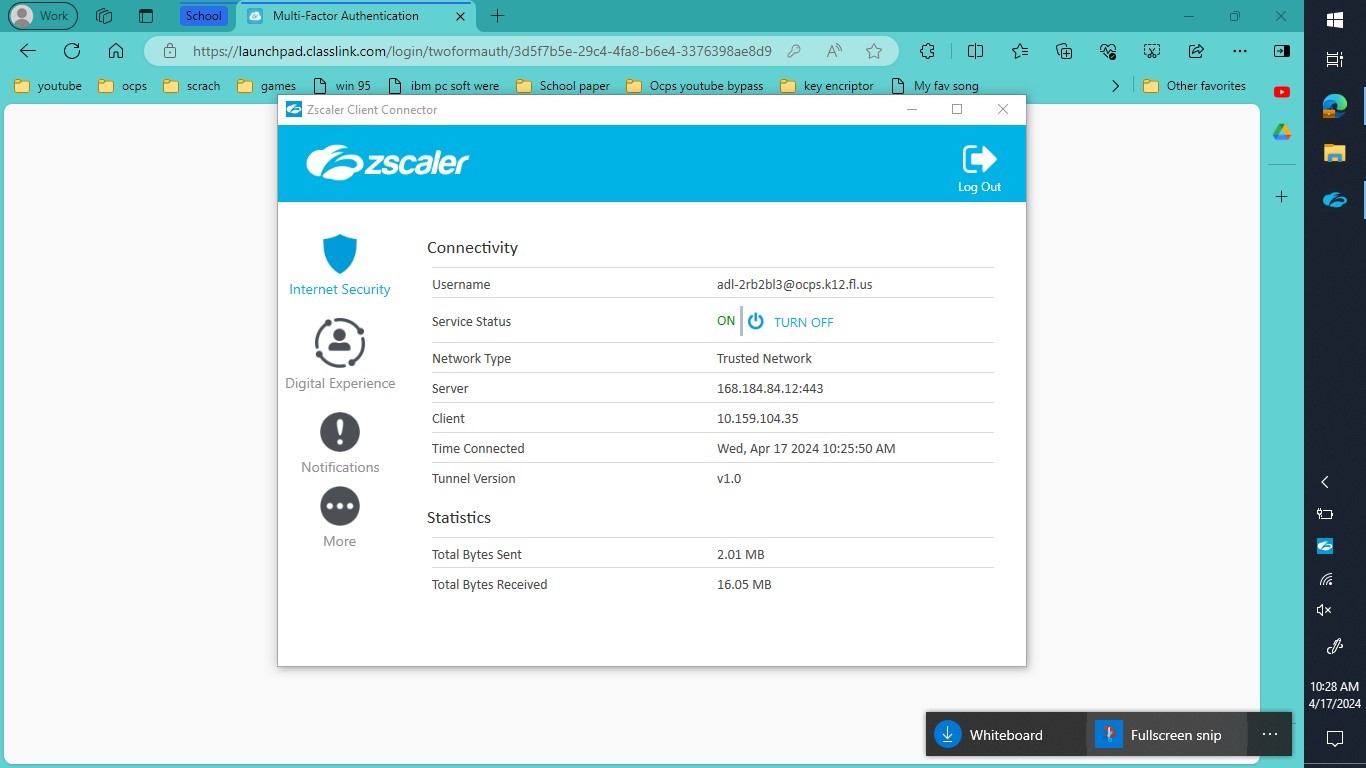 Work
School
Multi-Factor Authentication
https://launchpad.classlink.com/login/twoformauth/3d5f7b5e-29c4-4fa8-b6e4-3376398ae8d9
youtube ocps scrach games win 95 ibm pc soft were School paper Ocps youtube bypass key encriptor My fav song Other favorites
Zscaler Client Connector
zscaler
Log Out
Internet Security
Digital Experience
Notifications
More
Connectivity
Username adl-2rb2bl3@ocps.k12.fl.us
Service Status ON TURN OFF
Network Type Trusted Network
Server 168.184.84.12:443
Client 10.159.104.35
Time Connected Wed, Apr 17 2024 10:25:50 AM
Tunnel Version v1.0
Statistics
Total Bytes Sent 2.01 MB
Total Bytes Received 16.05 MB
10:28 AM
4/17/2024
Whiteboard
Fullscreen snip